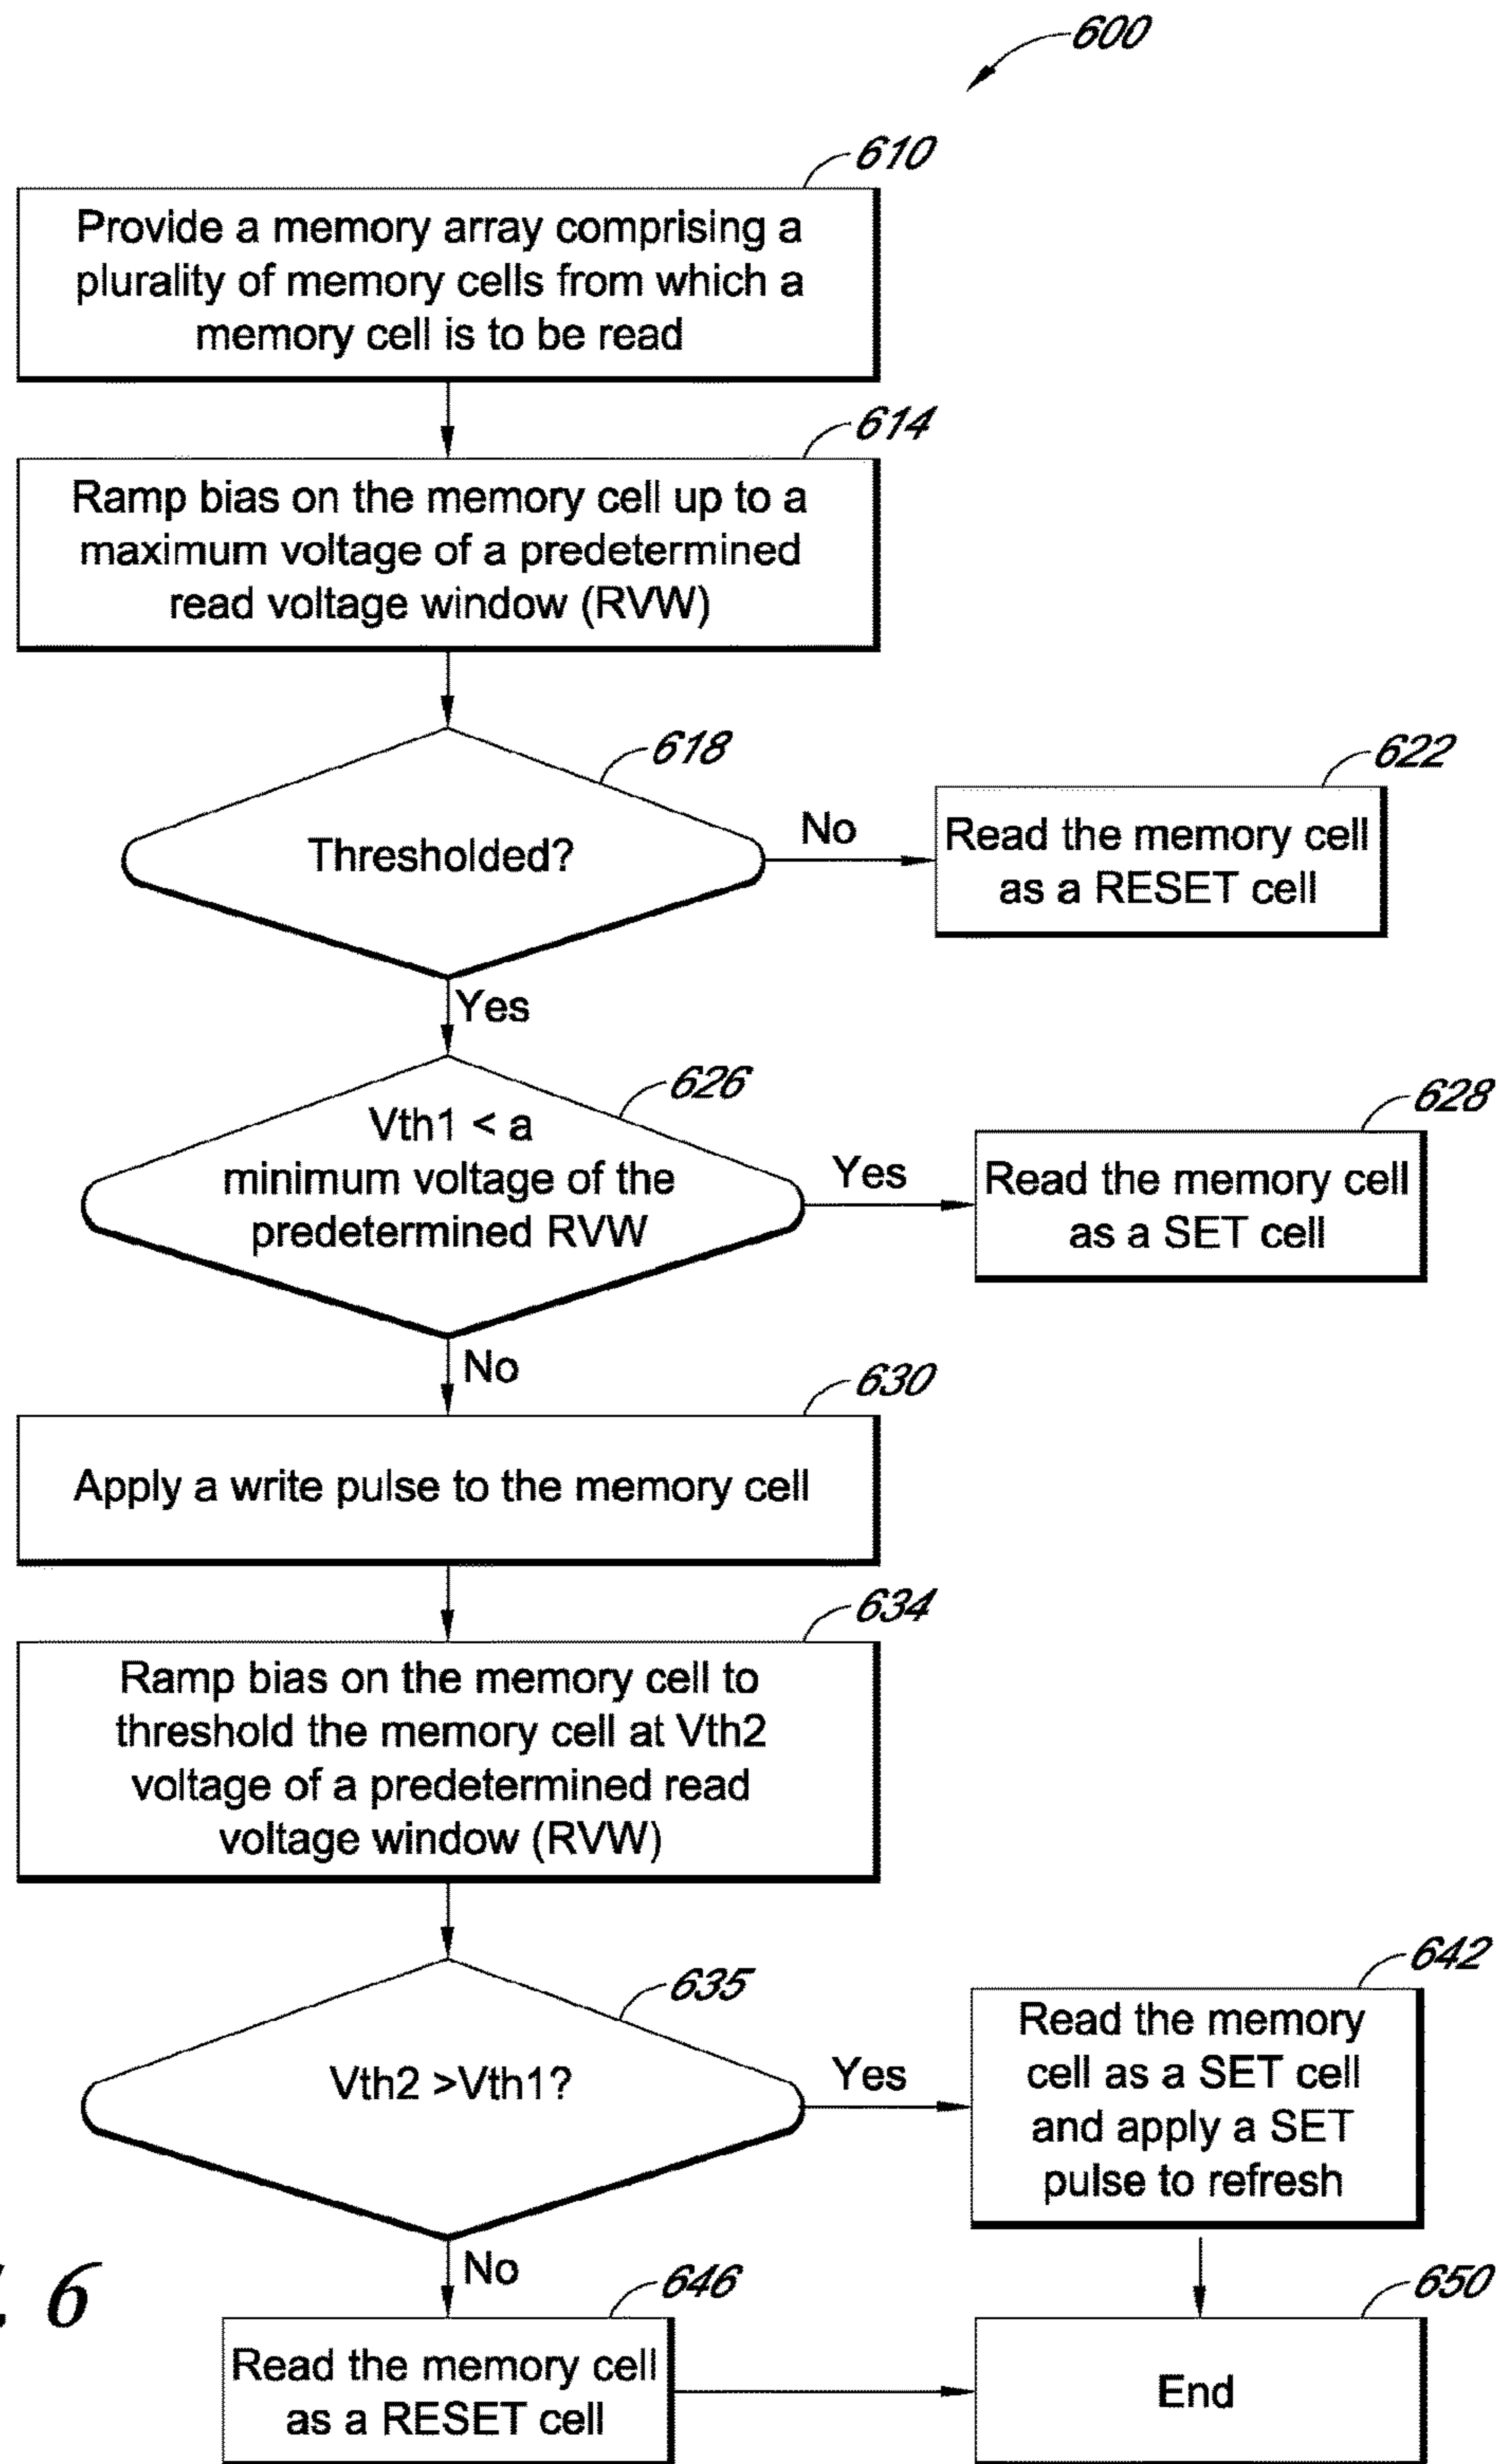 600
610
Provide a memory array comprising a
plurality of memory cells from which a
memory cell is to be read
614
Ramp bias on the memory cell up to a
maximum voltage of a predetermined
read voltage window (RVW)
618
Thresholded?
No
622
Read the memory cell
as a RESET cell
Yes
626
Vth1 < a
minimum voltage of the
predetermined RVW
Yes
628
Read the memory cell
as a SET cell
No
630
Apply a write pulse to the memory cell
634
Ramp bias on the memory cell to
threshold the memory cell at Vth2
voltage of a predetermined read
voltage window (RVW)
635
Vth2 >Vth1?
Yes
642
Read the memory
cell as a SET cell
and apply a SET
pulse to refresh
No
646
Read the memory cell
as a RESET cell
650
End
6